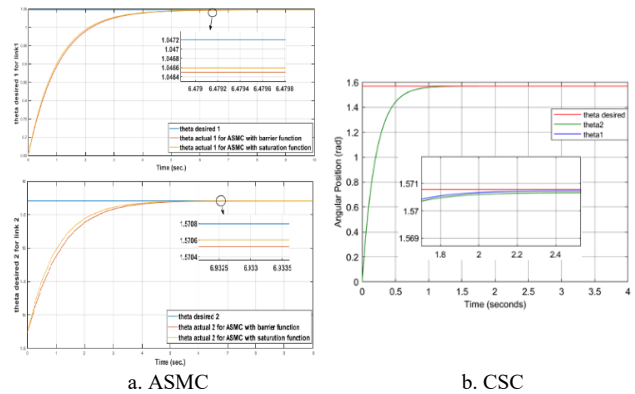 theta desired 1 for link1
1.0472
1.047
1.0468
1.0466
1.0464
6.479 6.4792 6.4794 6.4796 6.4798
theta desired 1
theta actual 1 for ASMC with barrier function
theta actual 1 for ASMC with saturation function
Time (sec.)
theta desired 2 for link 2
1.5708
1.5706
1.5704
6.9325 6.933 6.9335
theta desired 2
theta actual 2 for ASMC with barrier function
theta actual 2 for ASMC with saturation function
Time (sec.)
a. ASMC
Angular Position (rad)
1.6
1.4
1.2
1
0.8
0.6
0.4
0.2
0
theta desired
theta2
theta1
1.571
1.57
1.569
1.8 2 2.2 2.4
0 0.5 1 1.5 2 2.5 3 3.5 4
Time (seconds)
b. CSC